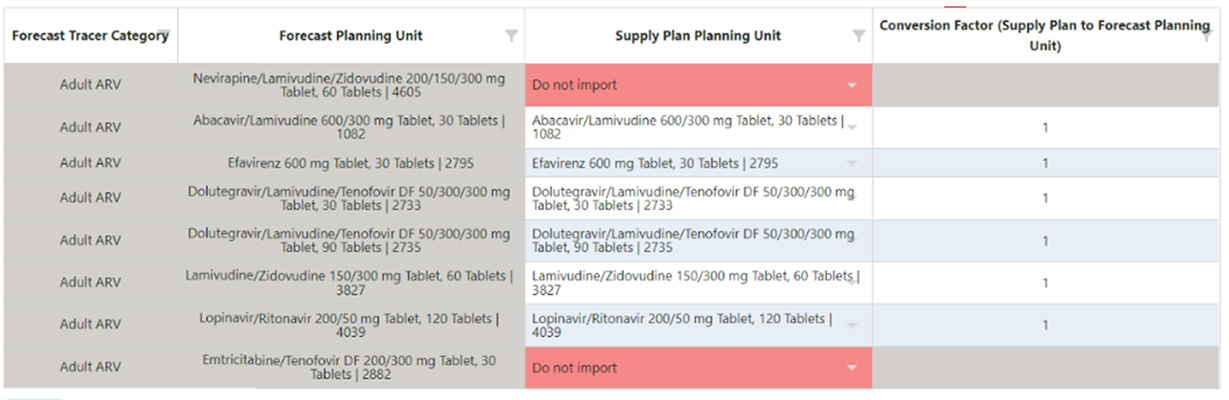 Forecast Tracer Category
Forecast Planning Unit
Supply Plan Planning Unit
Conversion Factor (Supply Plan to Forecast Planning
Unit)
Adult ARV
Nevirapine/Lamivudine/Zidovudine 200/150/300 mg
Tablet, 60 Tablets | 4605
Do not import
Adult ARV
Abacavir/Lamivudine 600/300 mg Tablet, 30 Tablets |
1082
Abacavir/Lamivudine 600/300 mg Tablet, 30 Tablets |
1082
1
Adult ARV
Efavirenz 600 mg Tablet, 30 Tablets | 2795
Efavirenz 600 mg Tablet, 30 Tablets | 2795
1
Adult ARV
Dolutegravir/Lamivudine/Tenofovir DF 50/300/300 mg
Tablet, 30 Tablets | 2733
Dolutegravir/Lamivudine/Tenofovir DF 50/300/300 mg
Tablet, 30 Tablets | 2733
1
Adult ARV
Dolutegravir/Lamivudine/Tenofovir DF 50/300/300 mg
Tablet, 90 Tablets | 2735
Dolutegravir/Lamivudine/Tenofovir DF 50/300/300 mg
Tablet, 90 Tablets | 2735
1
Adult ARV
Lamivudine/Zidovudine 150/300 mg Tablet, 60 Tablets |
3827
Lamivudine/Zidovudine 150/300 mg Tablet, 60 Tablets |
3827
1
Adult ARV
Lopinavir/Ritonavir 200/50 mg Tablet, 120 Tablets |
4039
Lopinavir/Ritonavir 200/50 mg Tablet, 120 Tablets |
4039
1
Adult ARV
Emtricitabine/Tenofovir DF 200/300 mg Tablet, 30
Tablets | 2882
Do not import